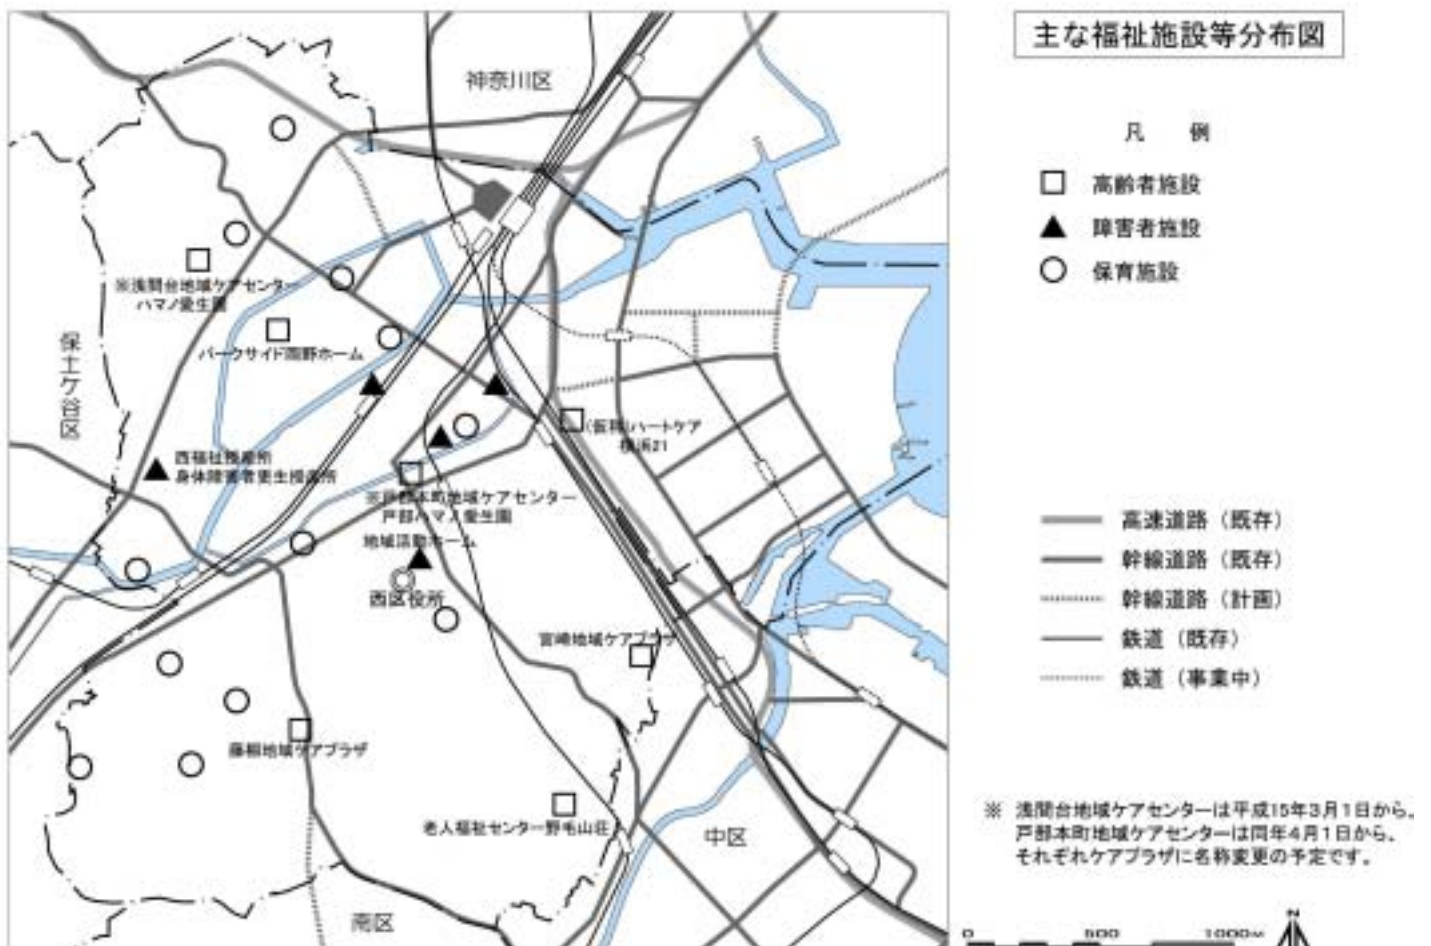 主な福祉施設等分布図
凡 例
高齢者施設
障害者施設
保育施設
高速道路（既存）
幹線道路（既存）
幹線道路（計画）
鉄道（既存）
鉄道（事業中）
※ 浅間台地域ケアセンターは平成15年3月1日から、
戸部本町地域ケアセンターは同年4月1日から、
それぞれケアプラザに名称変更の予定です。
0 500 1000M
N
神奈川区
※浅間台地域ケアセンター
ハマノ愛生園
パークサイド岡野ホーム
保土ケ谷区
(仮称)ハートケア
横浜21
西福祉授産所
身体障害者更生授産所
※戸部本町地域ケアセンター
戸部ハマノ愛生園
地域活動ホーム
西区役所
宮崎地域ケアプラザ
藤棚地域ケアプラザ
老人福祉センター野毛山荘
中区
南区